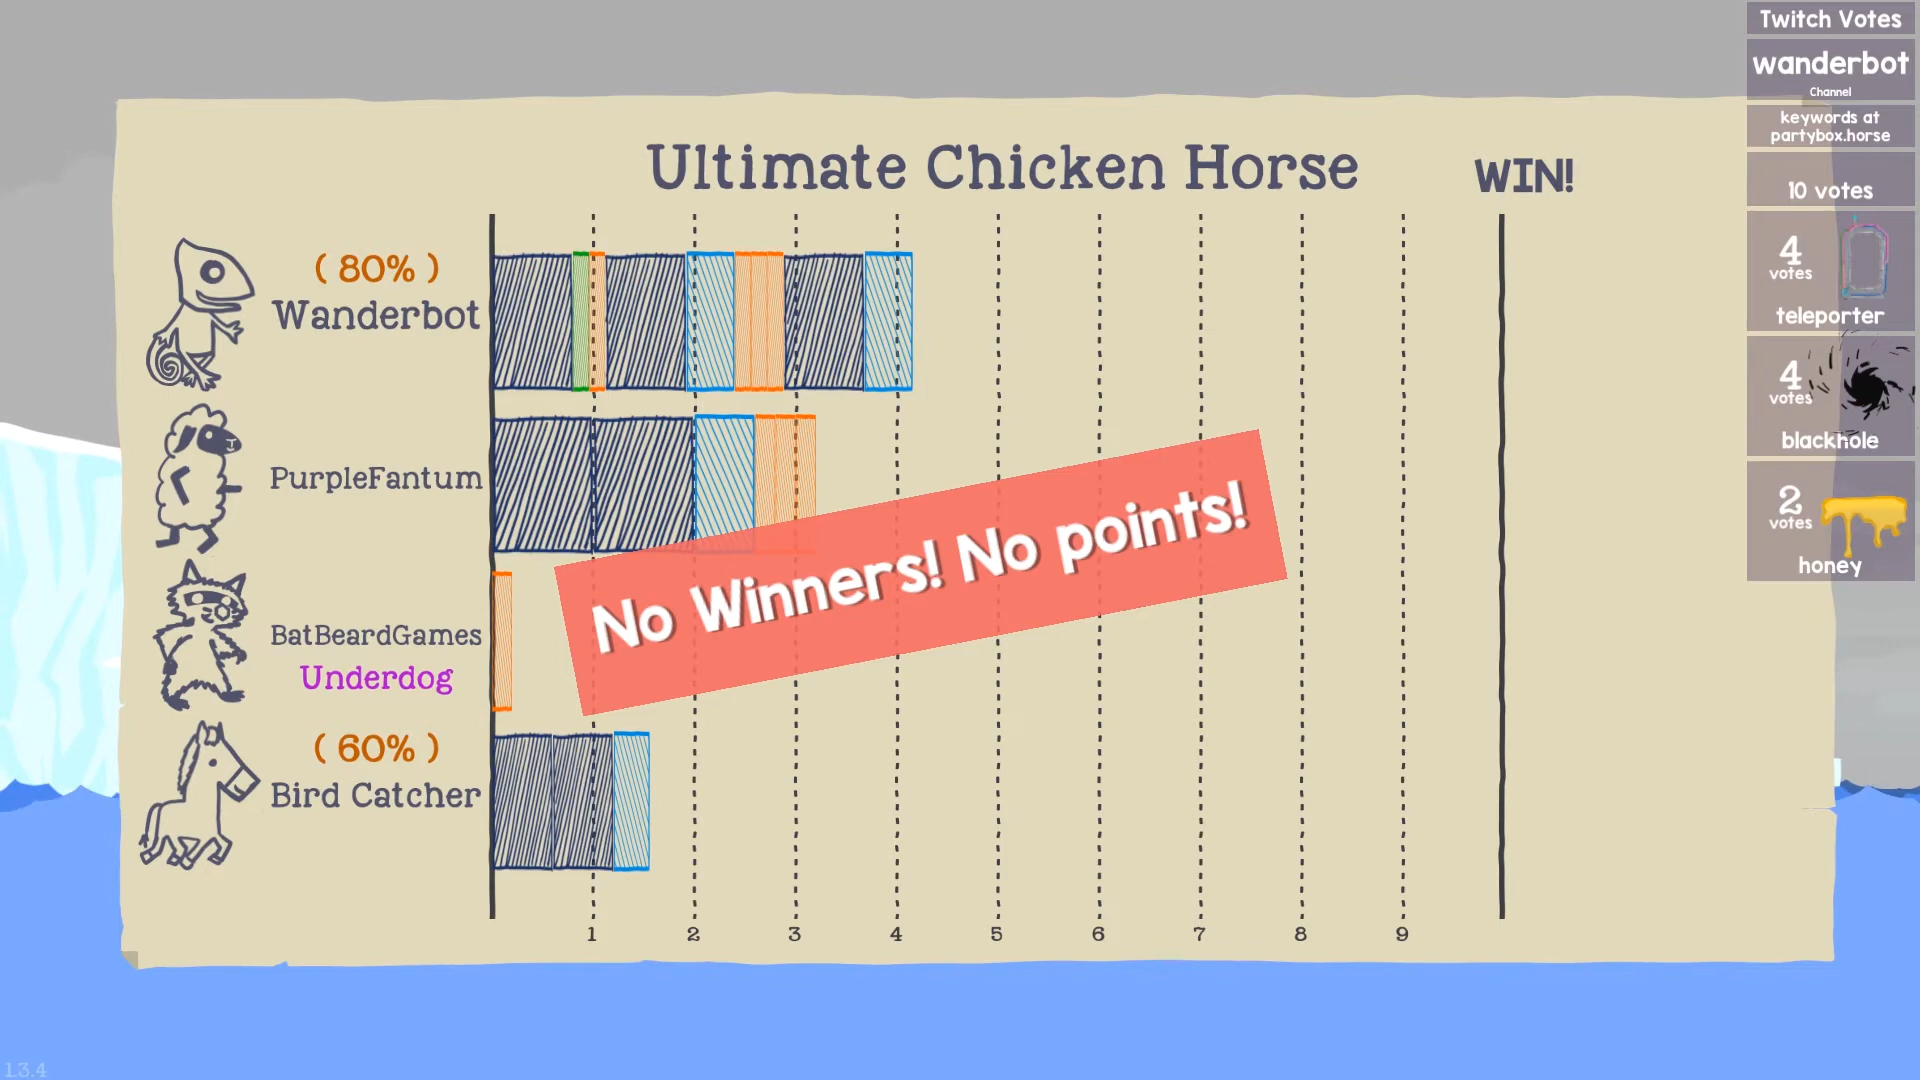 Twitch Votes
wanderbot
Channel
keywords at
partybox.horse
10 votes
4
votes
teleporter
4
votes
blackhole
2
votes
honey
Ultimate Chicken Horse
WIN!
( 80% )
Wanderbot
PurpleFantum
BatBeardGames
Underdog
( 60% )
Bird Catcher
No Winners! No points!
1 2 3 4 5 6 7 8 9
1.3.4